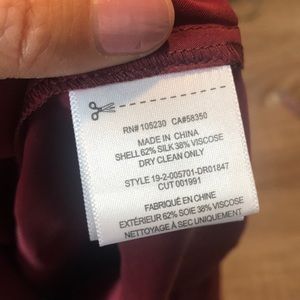 RN# 105230 CA#58350
MADE IN CHINA
SHELL 62% SILK 38% VISCOSE
DRY CLEAN ONLY
STYLE 19-2-005701-DR01847
CUT 001991
FABRIQUÉ EN CHINE
EXTÉRIEUR 62% SOIE 38% VISCOSE
NETTOYAGE À SEC UNIQUEMENT